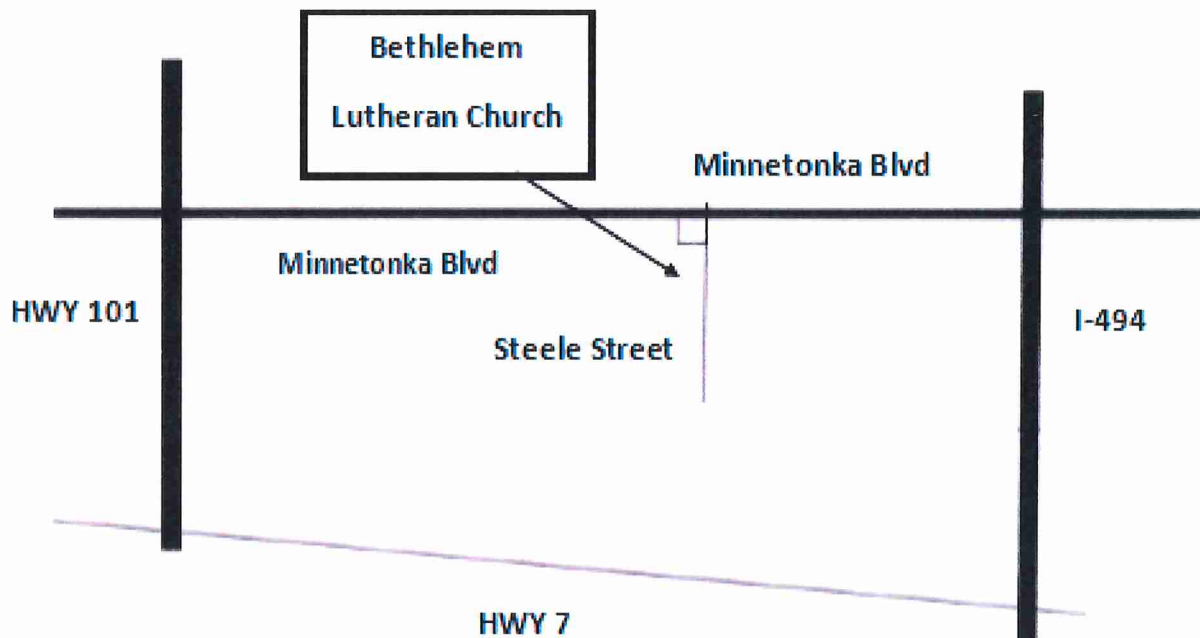 Bethlehem
Lutheran Church
Minnetonka Blvd
Minnetonka Blvd
HWY 101
I-494
Steele Street
HWY 7